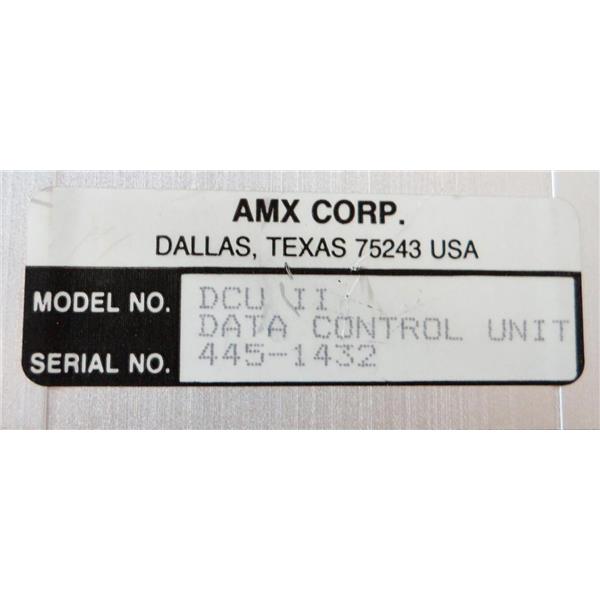 AMX CORP.
DALLAS, TEXAS 75243 USA
MODEL NO. DCU II
DATA CONTROL UNIT
SERIAL NO. 445-1432